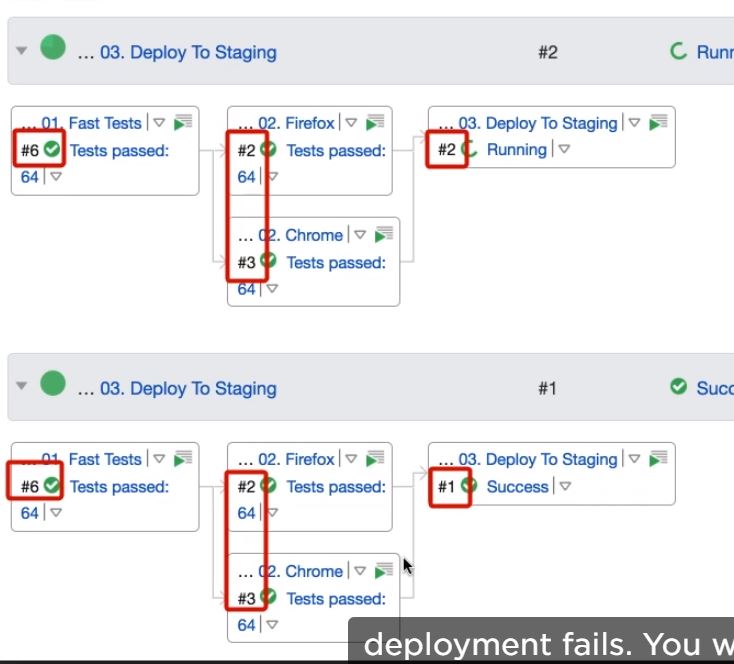 ... 03. Deploy To Staging #2 Runn
... 01. Fast Tests
#6 Tests passed:
64
... 02. Firefox
#2 Tests passed:
64
... 02. Chrome
#3 Tests passed:
64
... 03. Deploy To Staging
#2 Running
... 03. Deploy To Staging #1 Succ
... 01. Fast Tests
#6 Tests passed:
64
... 02. Firefox
#2 Tests passed:
64
... 02. Chrome
#3 Tests passed:
64
... 03. Deploy To Staging
#1 Success
deployment fails. You w